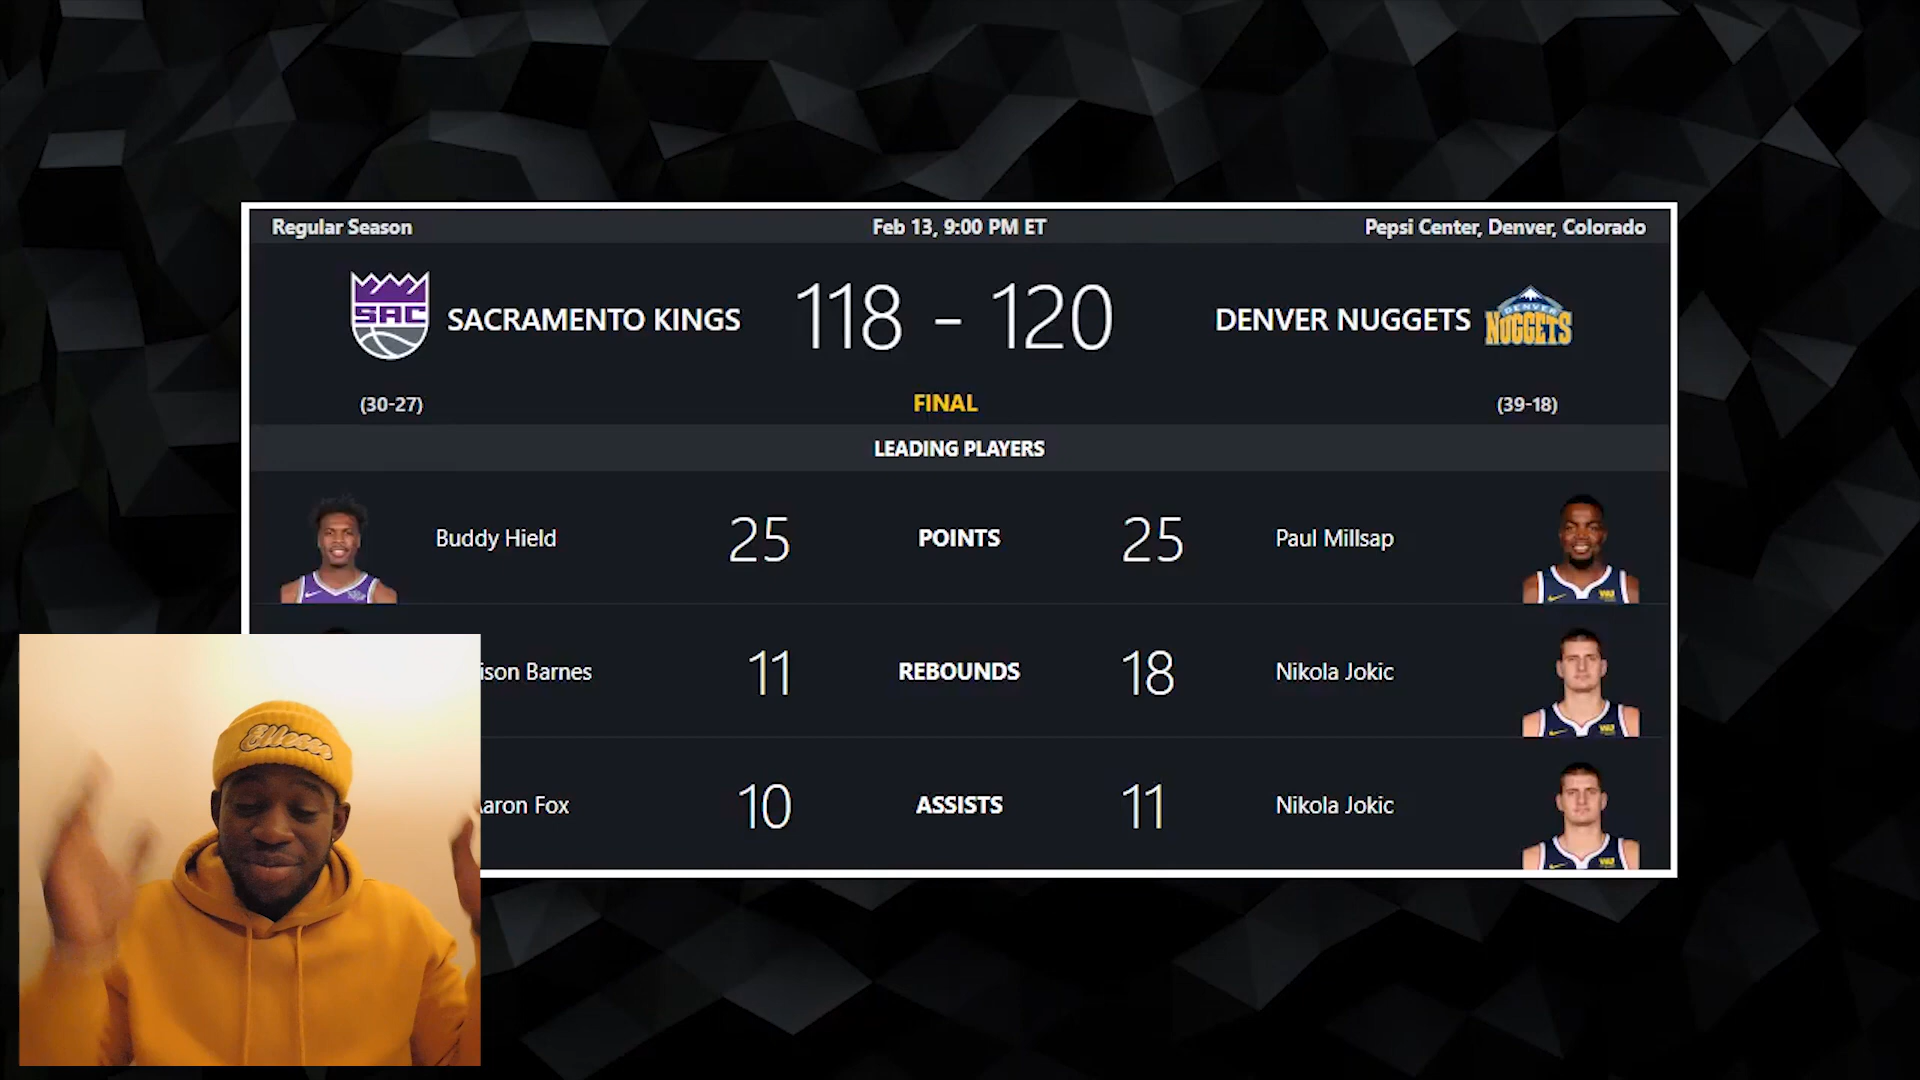 Regular Season
Feb 13, 9:00 PM ET
Pepsi Center, Denver, Colorado
SAC
SACRAMENTO KINGS
118 - 120
DENVER NUGGETS
DENVER
NUGGETS
(30-27)
FINAL
(39-18)
LEADING PLAYERS
Buddy Hield
25
POINTS
25
Paul Millsap
ison Barnes
11
REBOUNDS
18
Nikola Jokic
aron Fox
10
ASSISTS
11
Nikola Jokic